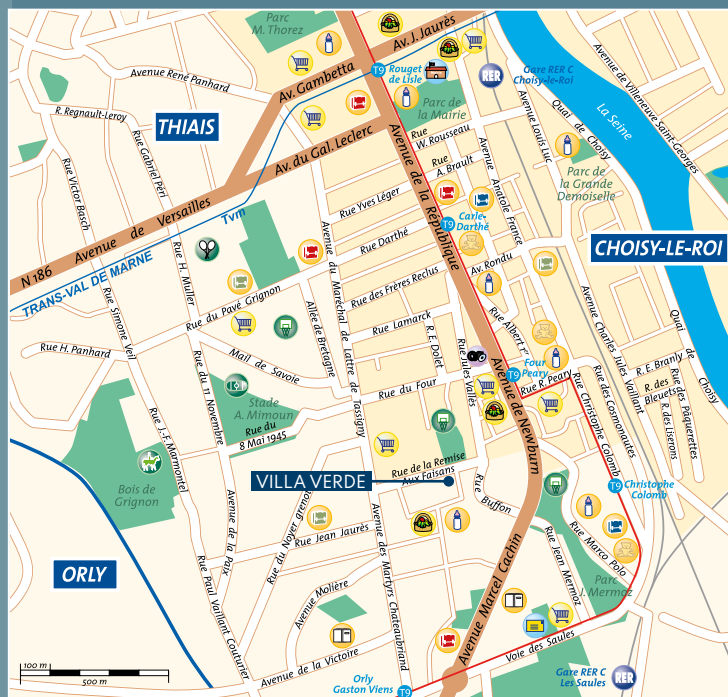 Parc
M. Thorez
Av. J. Jaurès
Avenue René Panhard
Av. Gambetta
T9
Rouget
de Lisle
RER
Gare RER C
Choisy-le-Roi
Avenue de Villeneuve Saint-Georges
R. Regnault-Leroy
THIAIS
Parc de
la Mairie
Avenue Louis Luc
Quai de Choisy
La Seine
Rue Victor Basch
Rue Gabriel Péri
Av. du Gal. Leclerc
Rue
W. Rousseau
Rue
A. Brault
Avenue de la République
Avenue Anatole France
Parc de
la Grande
Demoiselle
Rue Yves Léger
N 186 Avenue de Versailles
Tvm
TRANS-VAL DE MARNE
Rue Darthé
T9
Carle-
Darthé
CHOISY-LE-ROI
Rue H. Muller
Avenue du Maréchal de Lattre de Tassigny
Rue des Frères Reclus
Av. Rondu
Rue du Pavé Grignon
Rue Simone Veil
Allée de Bretagne
Rue Lamarck
R. E. Dolet
Rue Jules Vallès
Rue Albert 1er
Avenue Charles Jules Vaillant
Quai de Choisy
Rue H. Panhard
Mail de Savoie
T9
Four
Peary
Rue R. Peary
R. E. Branly
R. des
Bleuets
Rue des Pâquerettes
R. des Liserons
Rue du 11 Novembre
Stade
A. Mimoun
Rue du Four
Rue du
8 Mai 1945
Avenue de Newburn
Rue des Cosmonautes
Rue Christophe Colomb
Rue J.-F. Marmontel
Bois de
Grignon
Rue de la Remise
Aux Faisans
VILLA VERDE
Rue
Buffon
T9
Christophe
Colomb
Avenue de la Paix
Rue du Noyer grenot
Rue Jean Jaurès
Avenue des Martyrs Chateaubriand
Rue Marco Polo
Rue Jean Mermoz
ORLY
Rue Paul Vaillant Couturier
Avenue Molière
Avenue Marcel Cachin
Parc
J. Mermoz
Voie des Saules
Avenue de la Victoire
100 m
500 m
Orly
Gaston Viens
T9
Gare RER C
Les Saules
RER